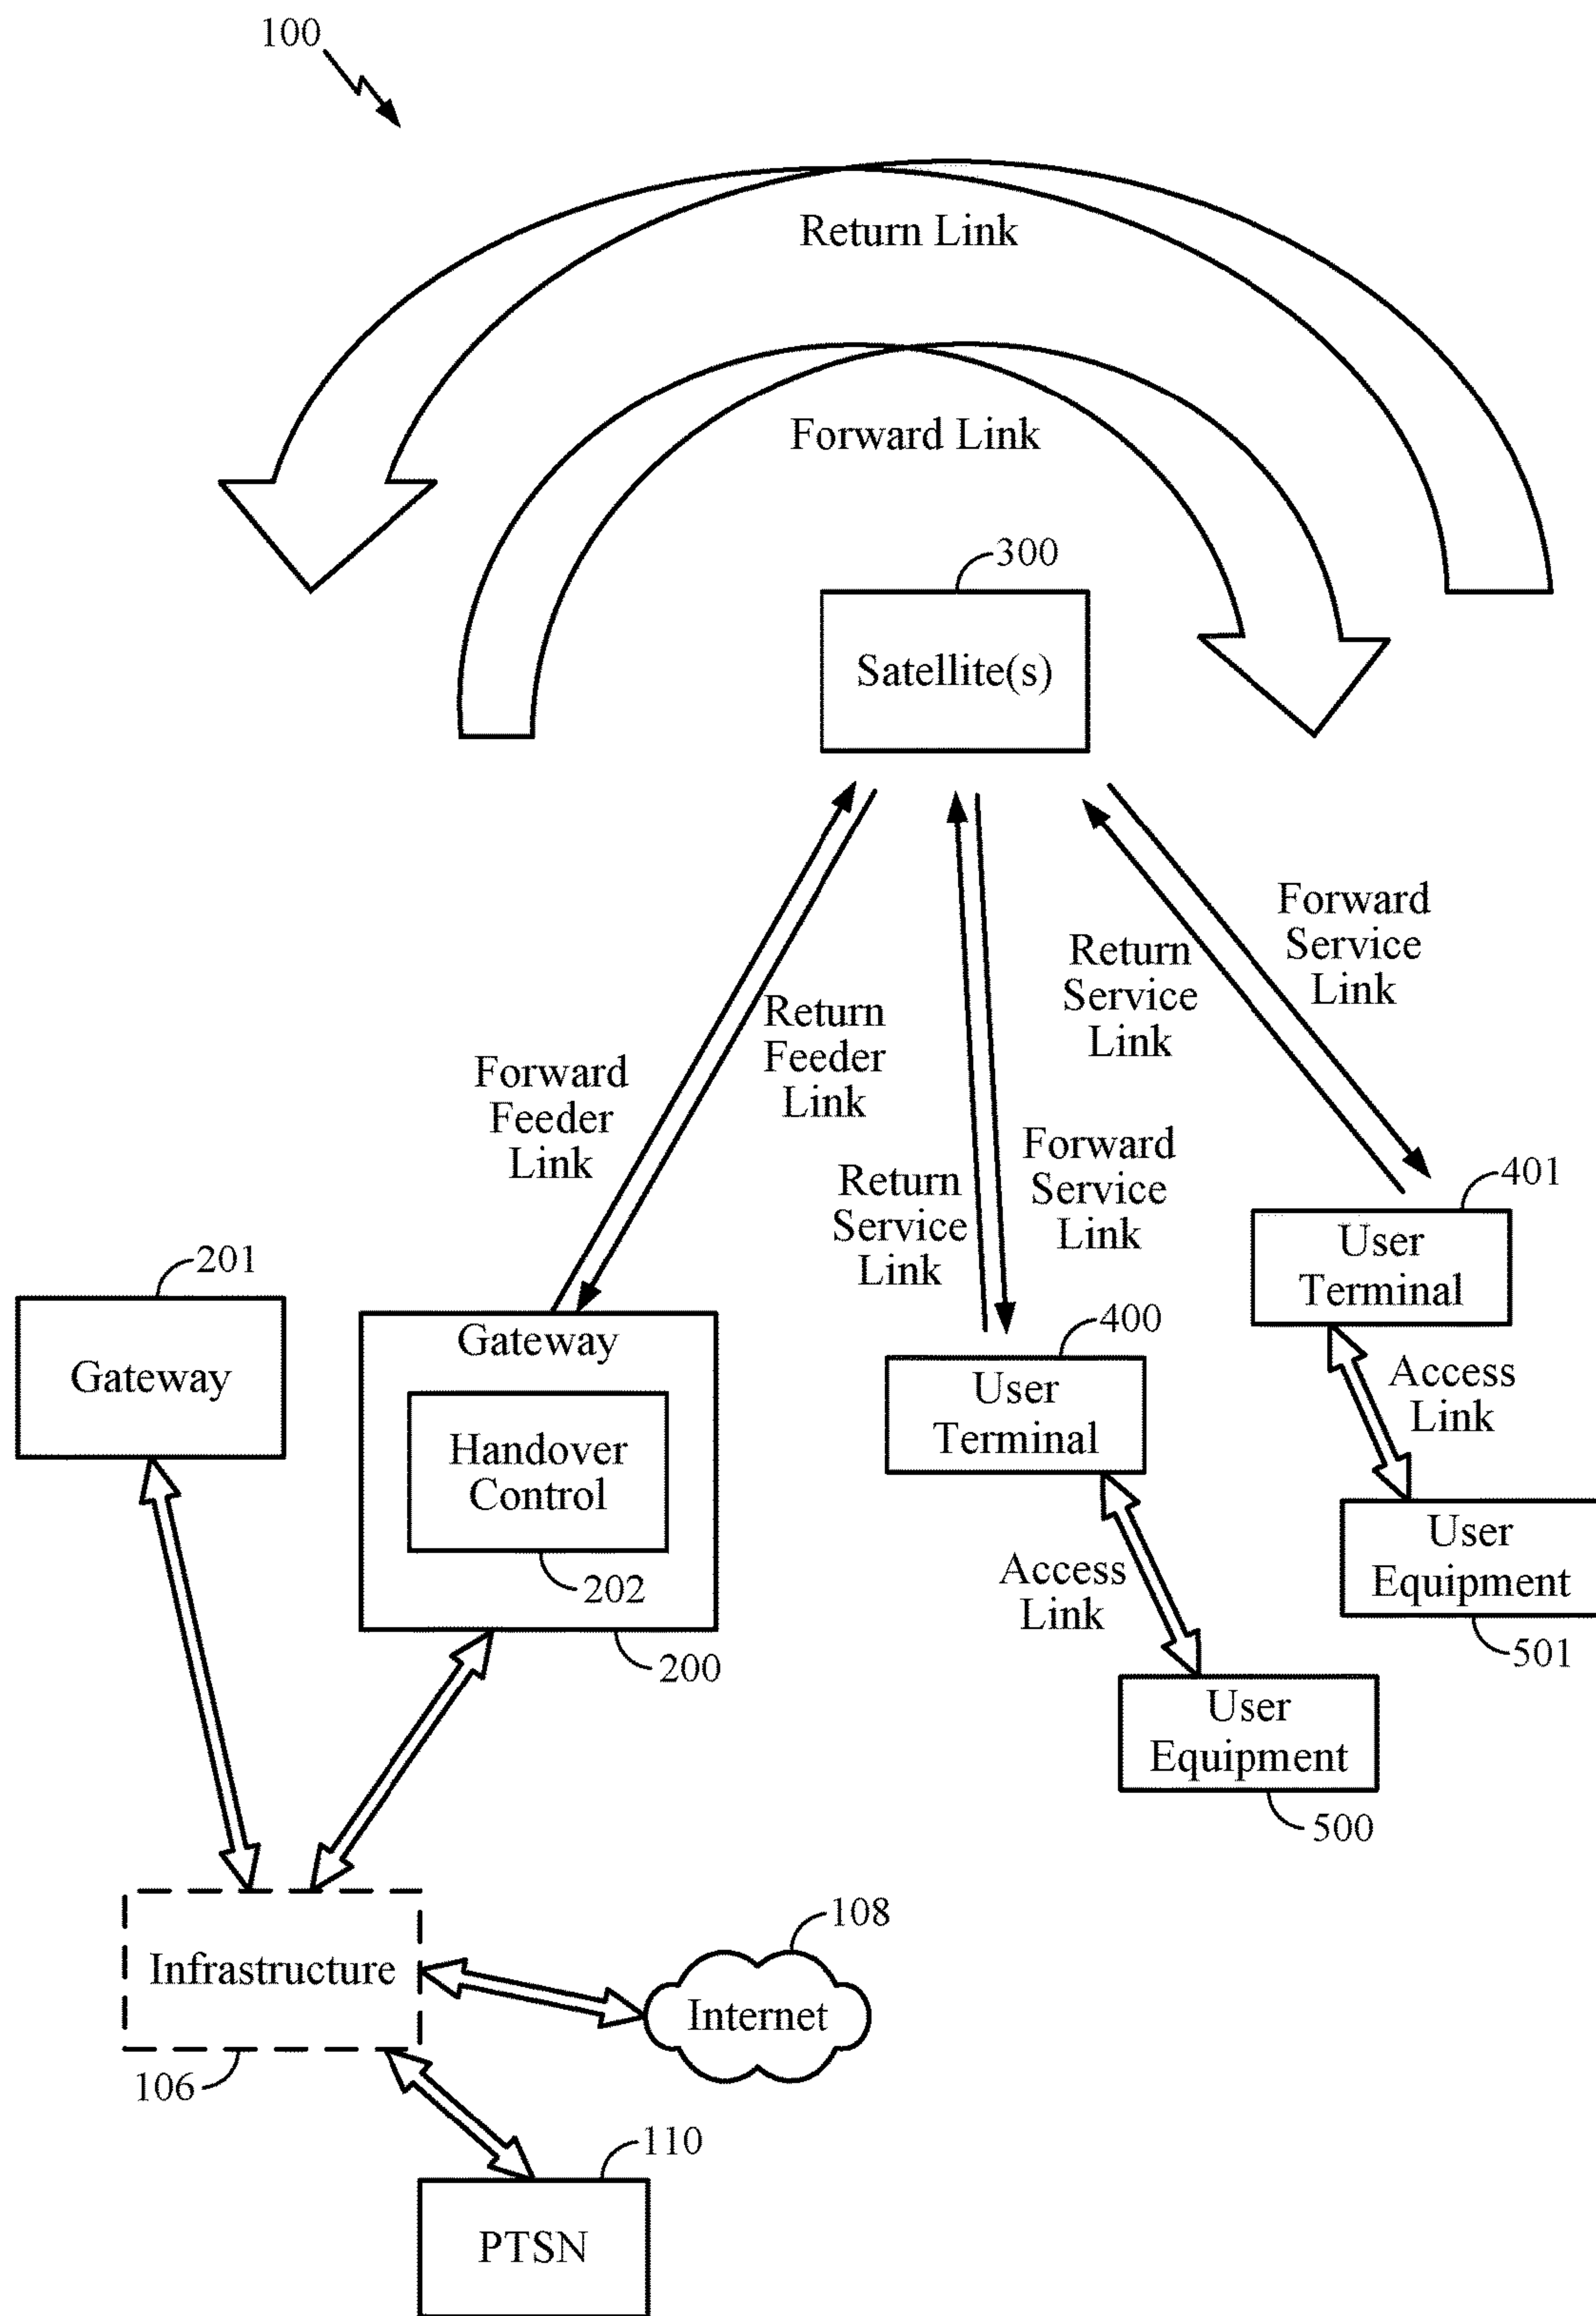 100
Return Link
Forward Link
300
Satellite(s)
Forward
Service
Link
Return
Service
Link
Return
Feeder
Link
Forward
Feeder
Link
Forward
Service
Link
Return
Service
Link
401
User
Terminal
201
Gateway
Gateway
Handover
Control
202
200
400
User
Terminal
Access
Link
Access
Link
User
Equipment
501
User
Equipment
500
Infrastructure
106
108
Internet
110
PTSN